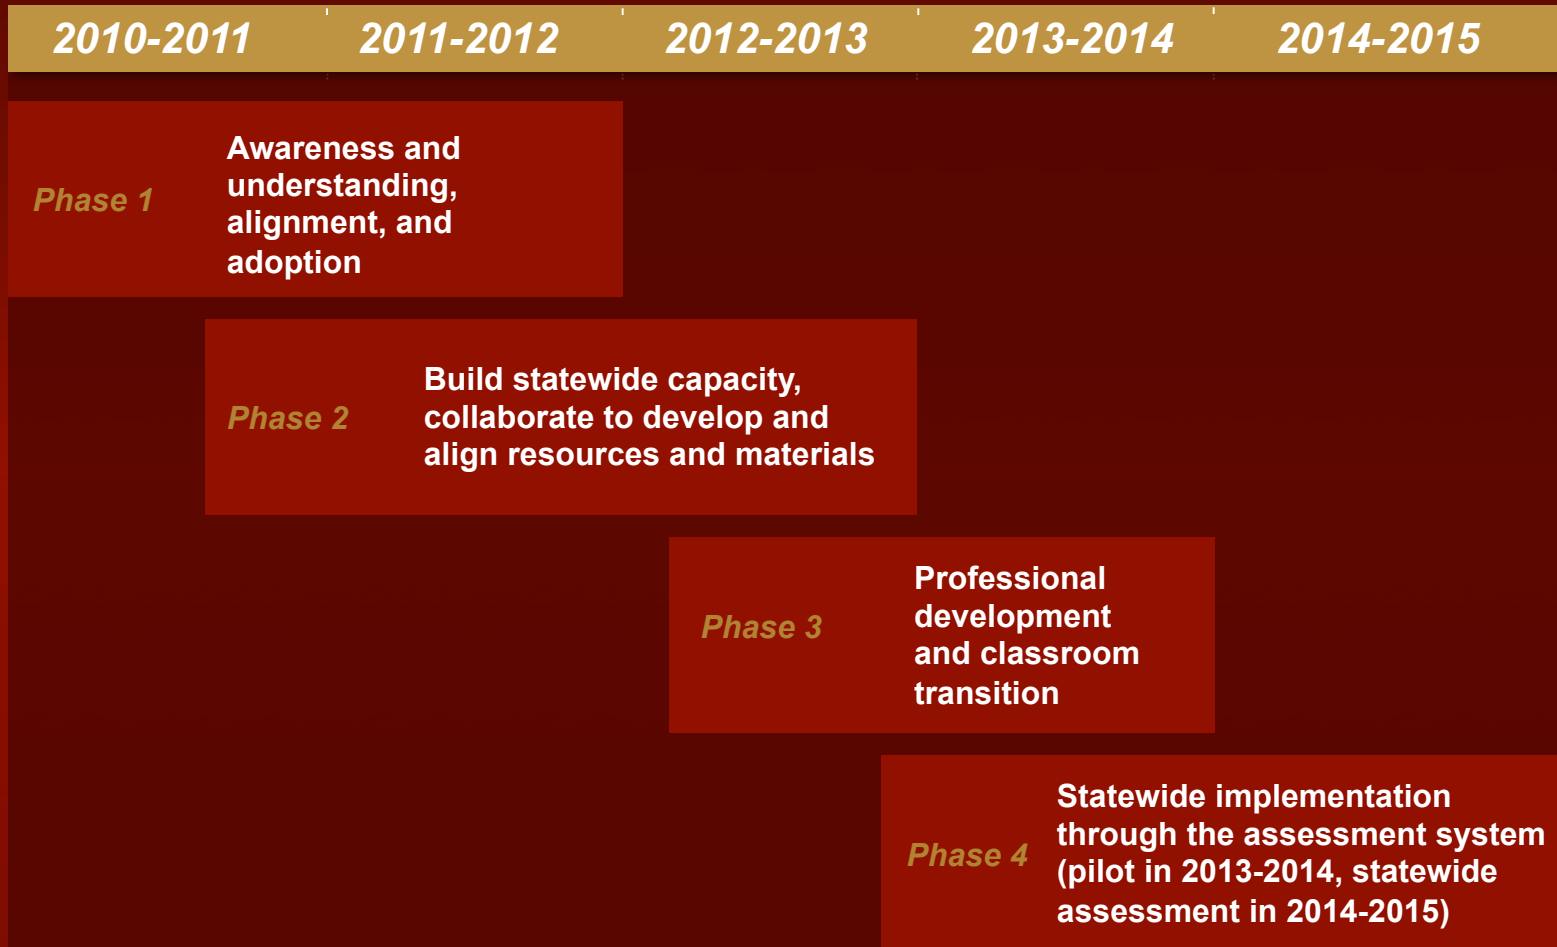 2010-2011 2011-2012 2012-2013 2013-2014 2014-2015
Phase 1
Awareness and
understanding,
alignment, and
adoption
Phase 2
Build statewide capacity,
collaborate to develop and
align resources and materials
Phase 3
Professional
development
and classroom
transition
Phase 4
Statewide implementation
through the assessment system
(pilot in 2013-2014, statewide
assessment in 2014-2015)